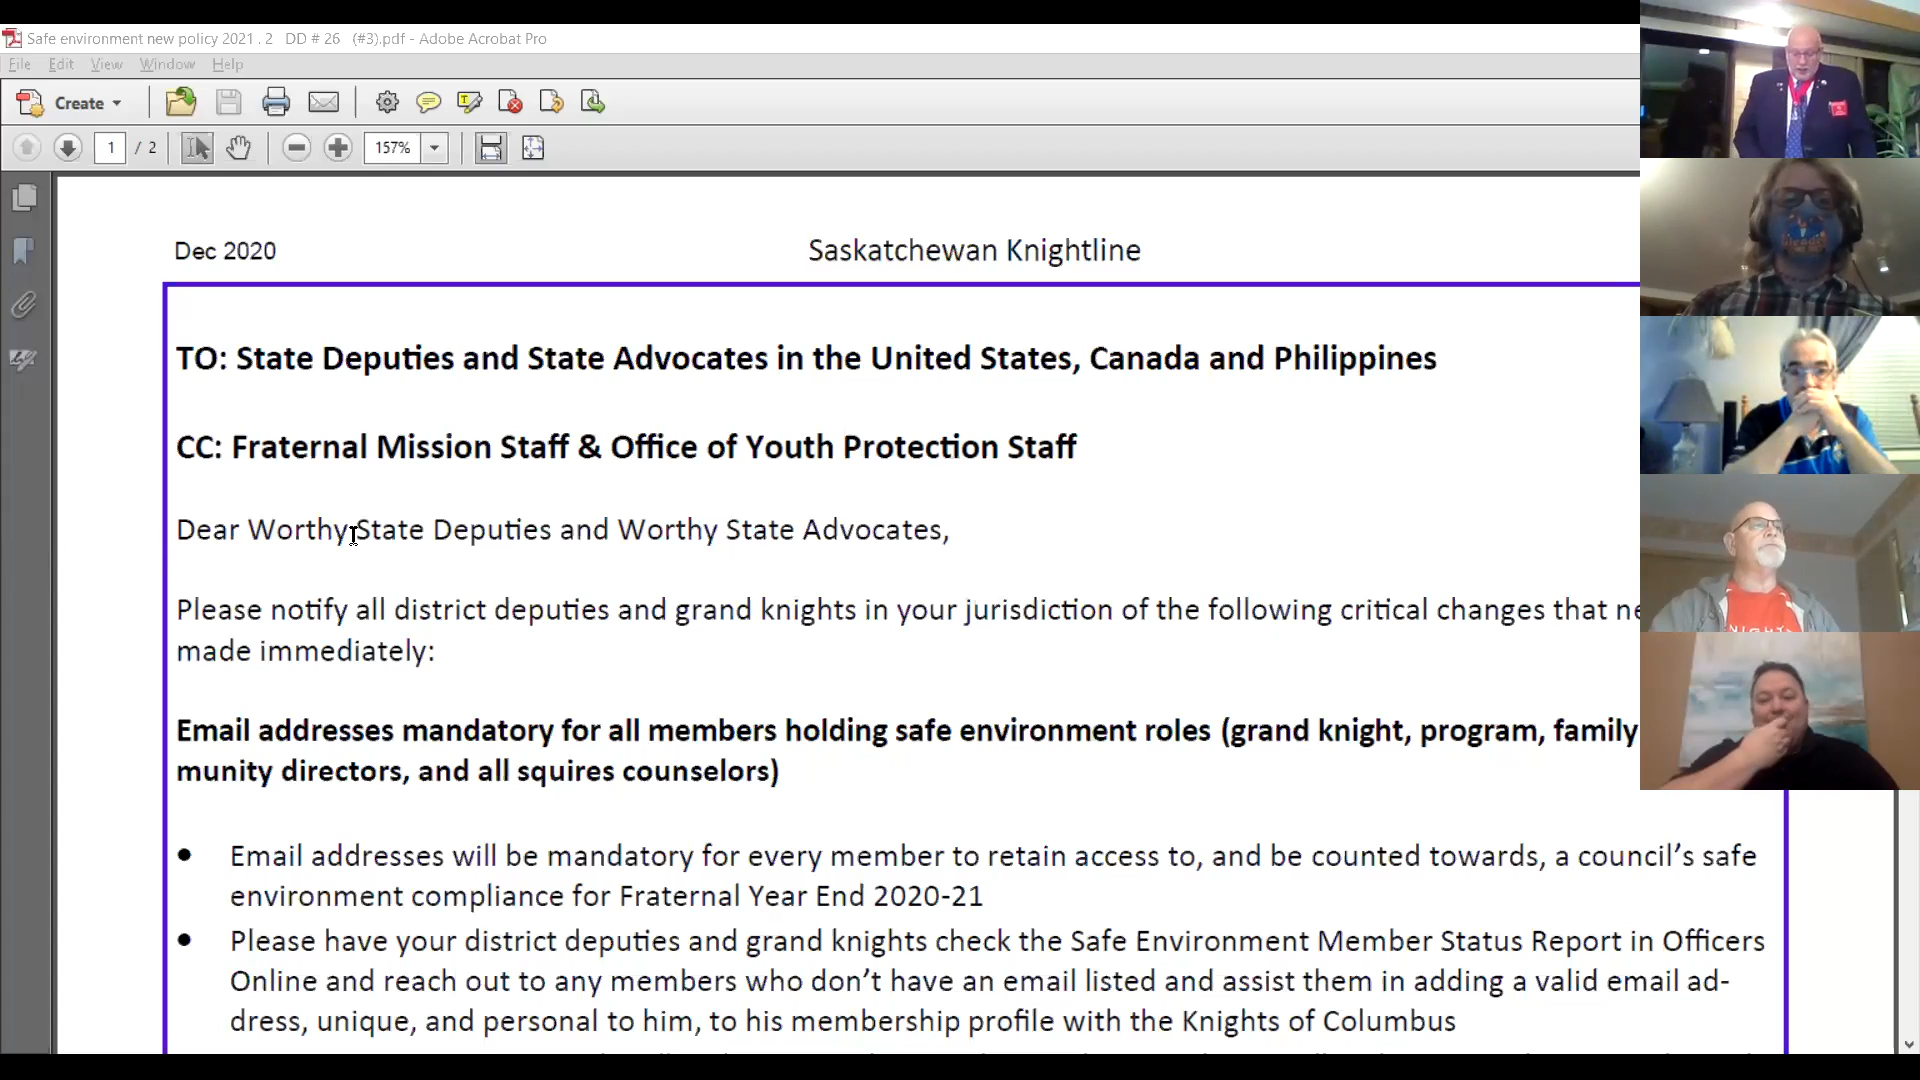 Safe environment new policy 2021 . 2 DD # 26 (#3).pdf - Adobe Acrobat Pro
File Edit View Window Help
Create
1 / 2 157%
Dec 2020
Saskatchewan Knightline
TO: State Deputies and State Advocates in the United States, Canada and Philippines
CC: Fraternal Mission Staff & Office of Youth Protection Staff
Dear Worthy State Deputies and Worthy State Advocates,
Please notify all district deputies and grand knights in your jurisdiction of the following critical changes that ne
made immediately:
Email addresses mandatory for all members holding safe environment roles (grand knight, program, family
munity directors, and all squires counselors)
• Email addresses will be mandatory for every member to retain access to, and be counted towards, a council’s safe
environment compliance for Fraternal Year End 2020-21
• Please have your district deputies and grand knights check the Safe Environment Member Status Report in Officers
Online and reach out to any members who don’t have an email listed and assist them in adding a valid email ad-
dress, unique, and personal to him, to his membership profile with the Knights of Columbus